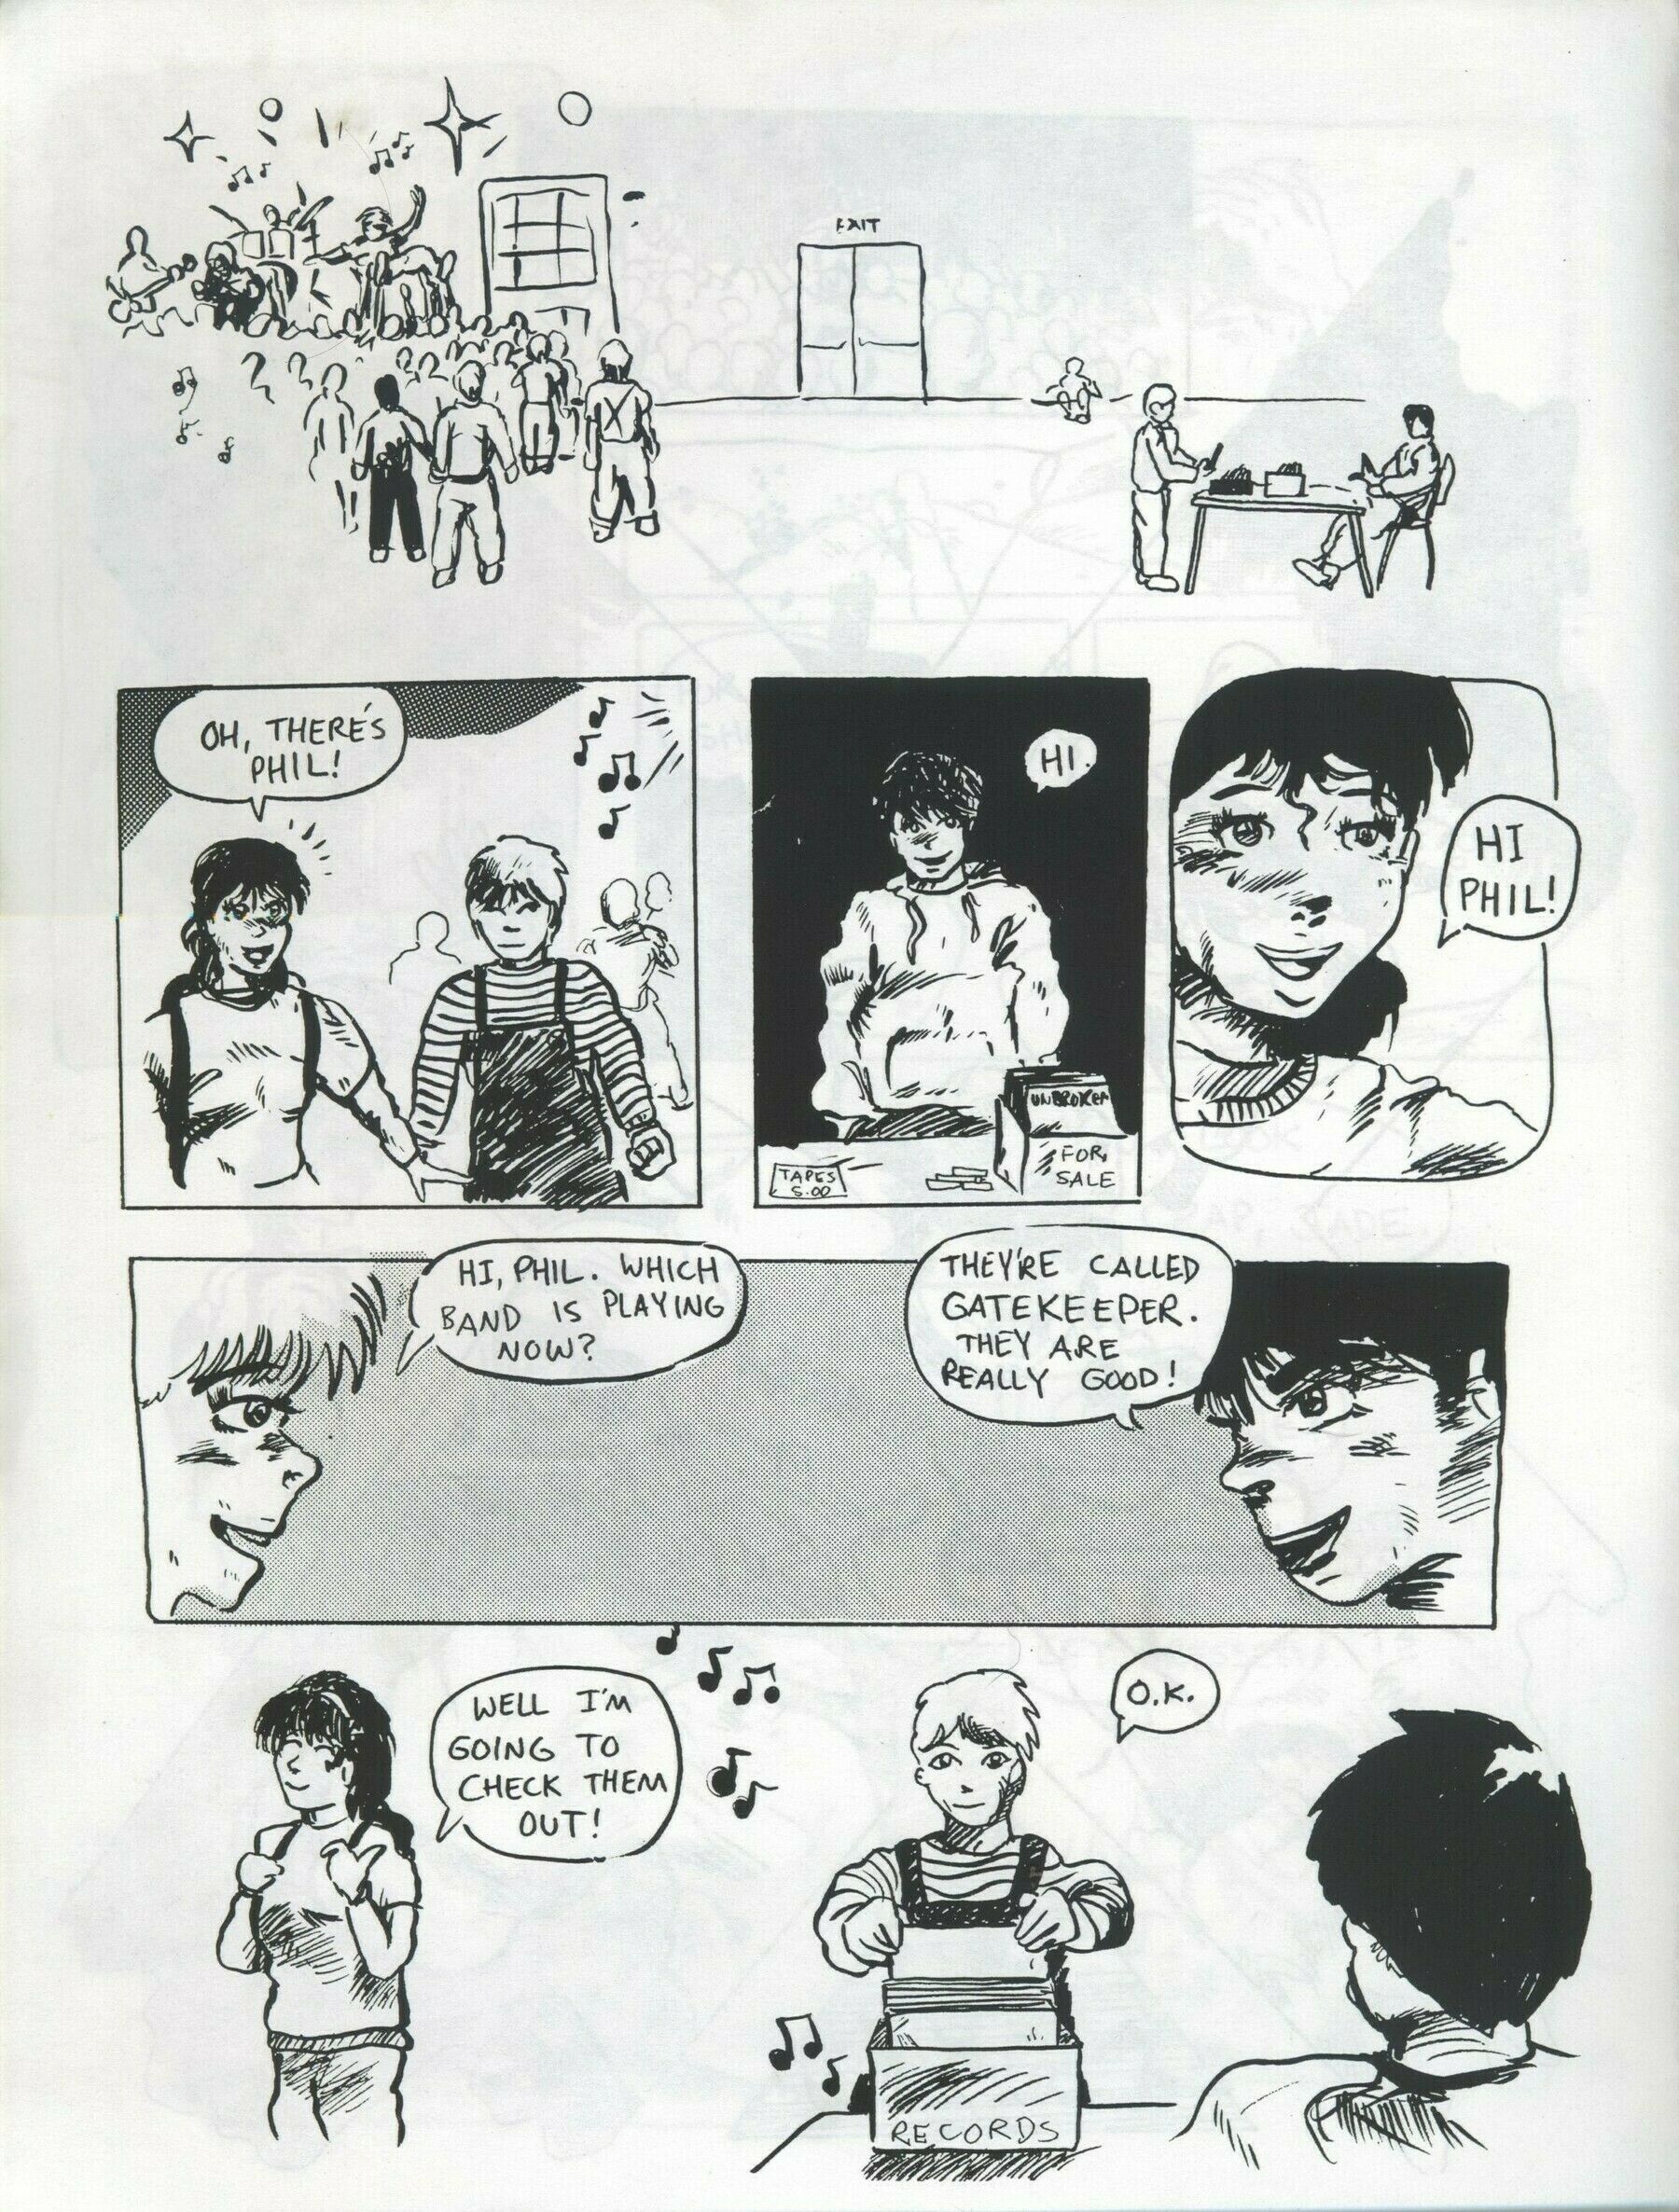 EXIT
OH, THERE'S
PHIL!
HI.
UNBROKEN
FOR
SALE
TAPES
5.00
HI
PHIL!
HI, PHIL. WHICH
BAND IS PLAYING
NOW?
THEY'RE CALLED
GATEKEEPER.
THEY ARE
REALLY GOOD!
WELL I'M
GOING TO
CHECK THEM
OUT!
O.K.
RECORDS